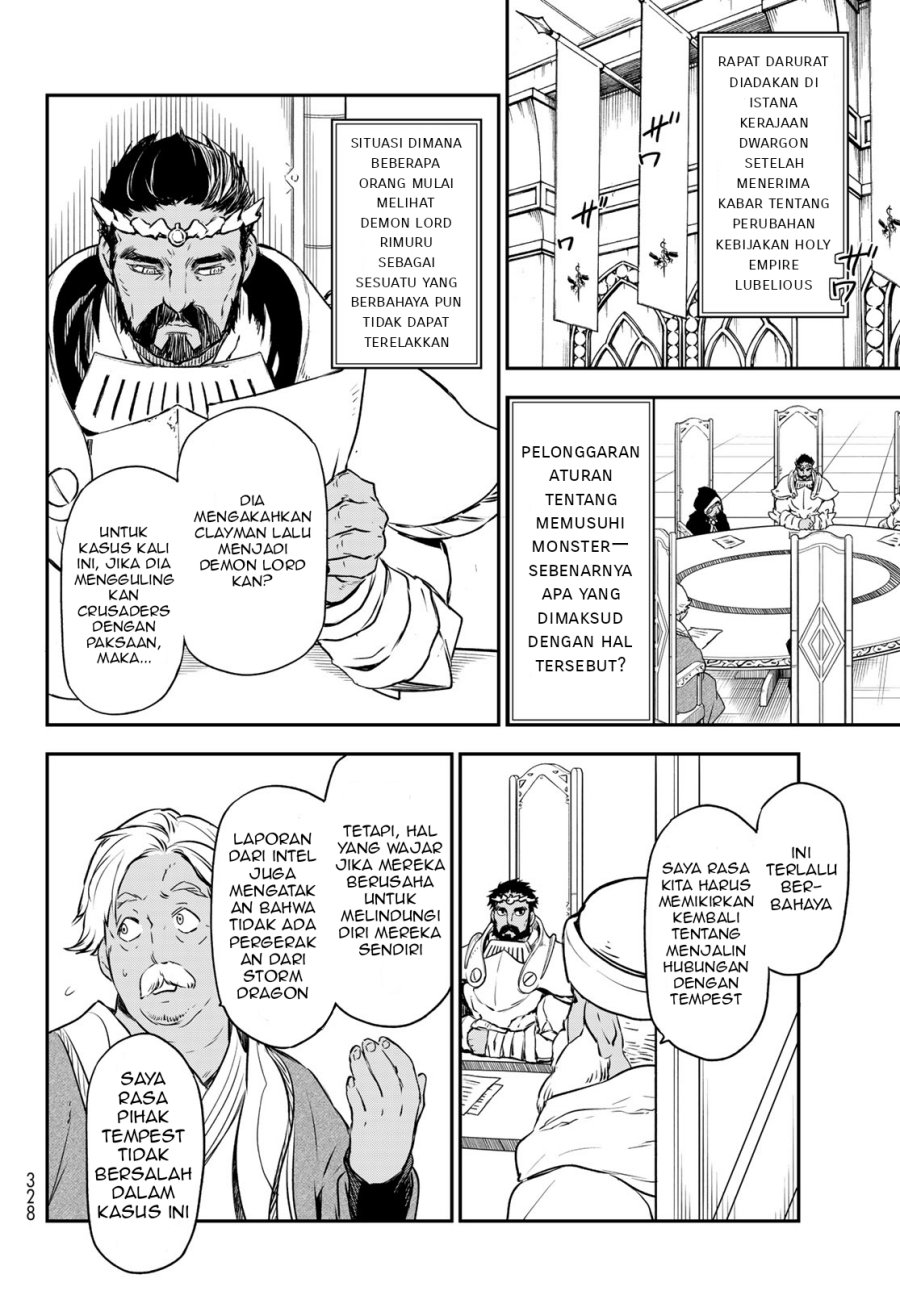 RAPAT DARURAT
DIADAKAN DI
ISTANA
KERAJAAN
DWARGON
SETELAH
MENERIMA
KABAR TENTANG
PERUBAHAN
KEBIJAKAN HOLY
EMPIRE
LUBELIOUS
ザワ
ザワ
ザワ
PELONGGARAN
ATURAN
TENTANG
MEMUSUHI
MONSTER—
SEBENARNYA
APA YANG
DIMAKSUD
DENGAN HAL
TERSEBUT?
SITUASI DIMANA
BEBERAPA
ORANG MULAI
MELIHAT
DEMON LORD
RIMURU
SEBAGAI
SESUATU YANG
BERBAHAYA PUN
TIDAK DAPAT
TERELAKKAN
DIA
MENGAKAHKAN
CLAYMAN LALU
MENJADI
DEMON LORD
KAN?
UNTUK
KASUS KALI
INI, JIKA DIA
MENGGULING
KAN
CRUSADERS
DENGAN
PAKSAAN,
MAKA...
INI
TERLALU
BER-
BAHAYA
SAYA RASA
KITA HARUS
MEMIKIRKAN
KEMBALI
TENTANG
MENJALIN
HUBUNGAN
DENGAN
TEMPEST
TETAPI, HAL
YANG WAJAR
JIKA MEREKA
BERUSAHA
UNTUK
MELINDUNGI
DIRI MEREKA
SENDIRI
LAPORAN
DARI INTEL
JUGA
MENGATAK
AN BAHWA
TIDAK ADA
PERGERAK
AN DARI
STORM
DRAGON
SAYA
RASA
PIHAK
TEMPEST
TIDAK
BERSALAH
DALAM
KASUS INI
328